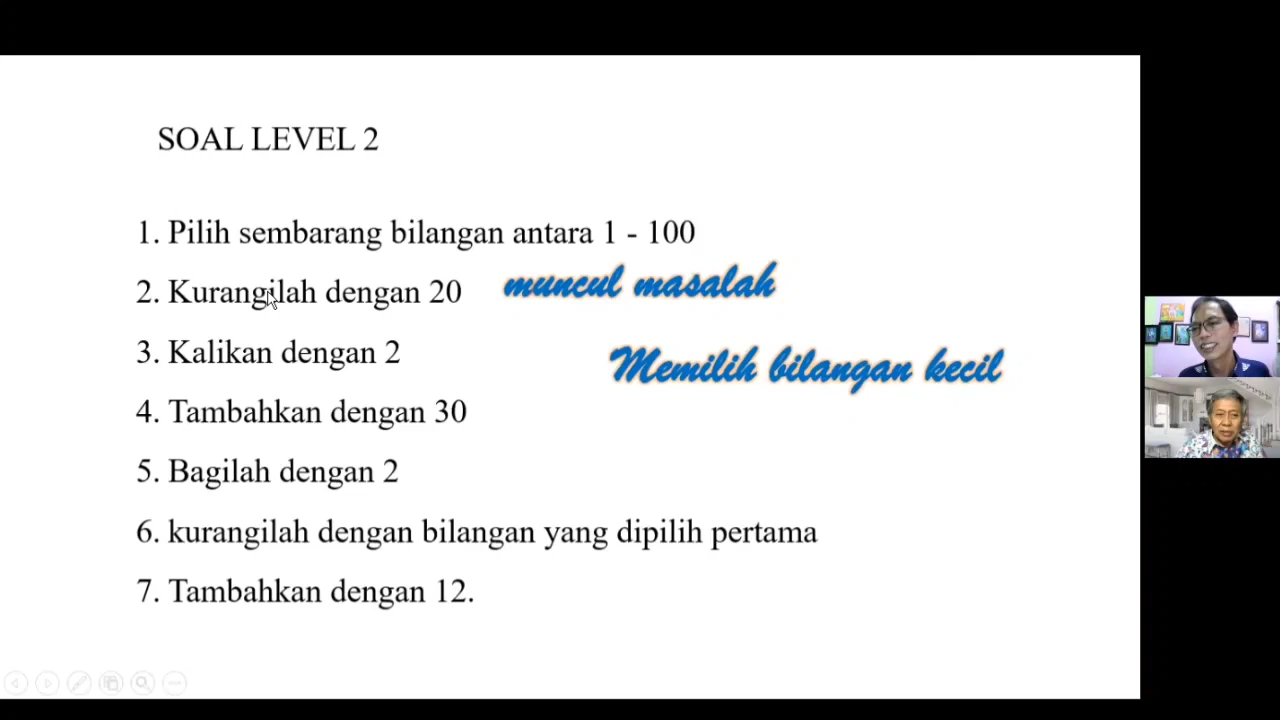 SOAL LEVEL 2
1. Pilih sembarang bilangan antara 1 - 100
2. Kurangilah dengan 20
muncul masalah
3. Kalikan dengan 2
Memilih bilangan kecil
4. Tambahkan dengan 30
5. Bagilah dengan 2
6. kurangilah dengan bilangan yang dipilih pertama
7. Tambahkan dengan 12.